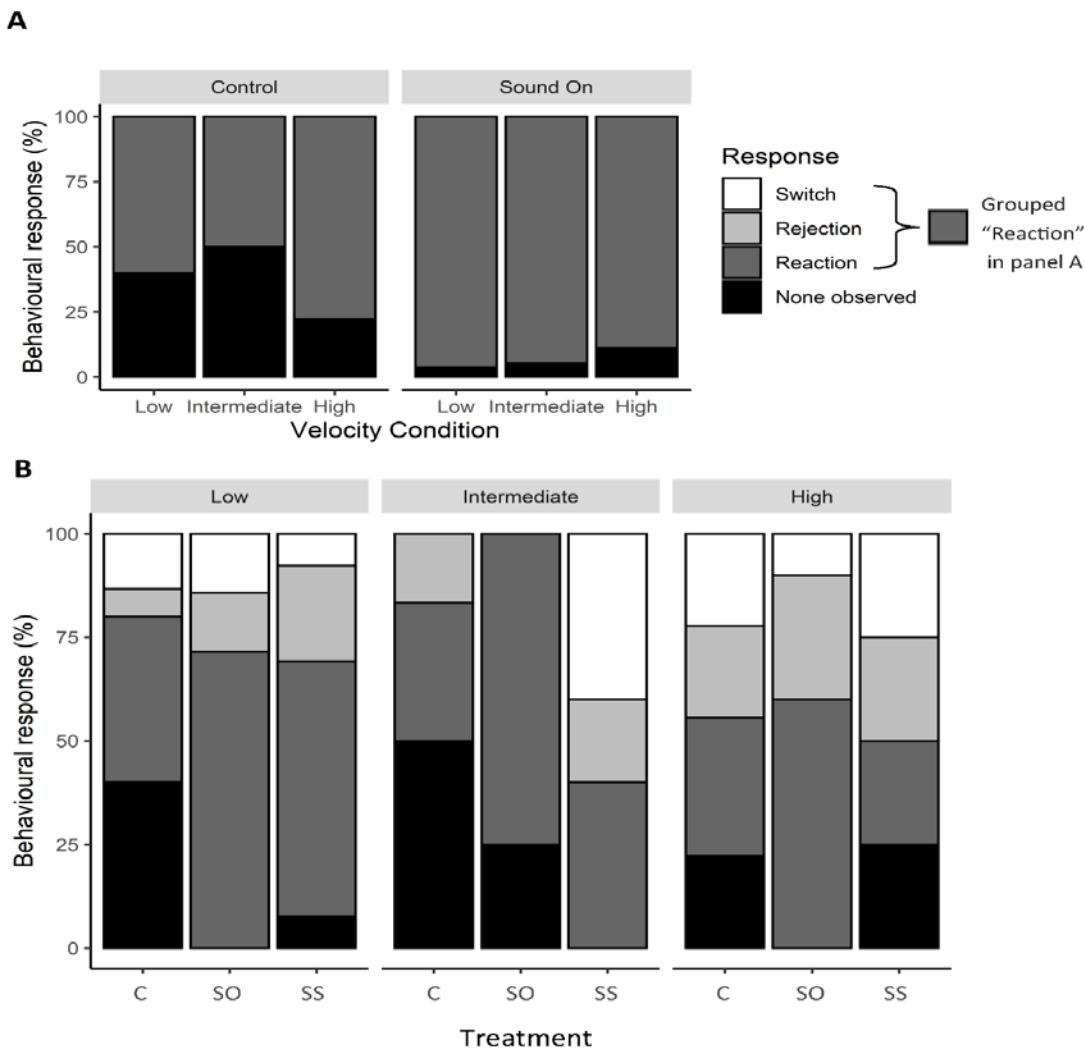 A
Control
Sound On
100
75
50
25
0
Behavioural response (%)
Low
Intermediate
High
Low
Intermediate
High
Velocity Condition
Response
Switch
Rejection
Reaction
None observed
Grouped
“Reaction”
in panel A
B
Low
Intermediate
High
100
75
50
25
0
Behavioural response (%)
C
SO
SS
C
SO
SS
C
SO
SS
Treatment